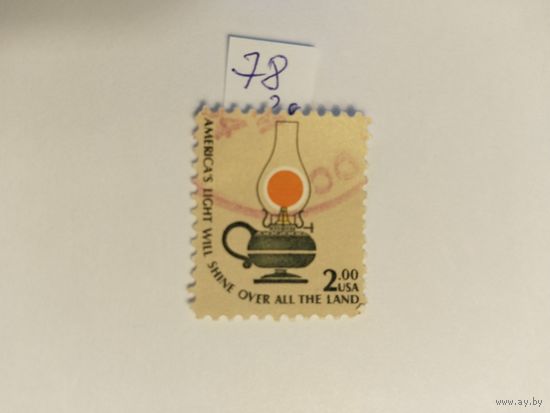 78
AMERICA'S LIGHT WILL SHINE OVER ALL THE LAND
2.00
USA
www.ay.by